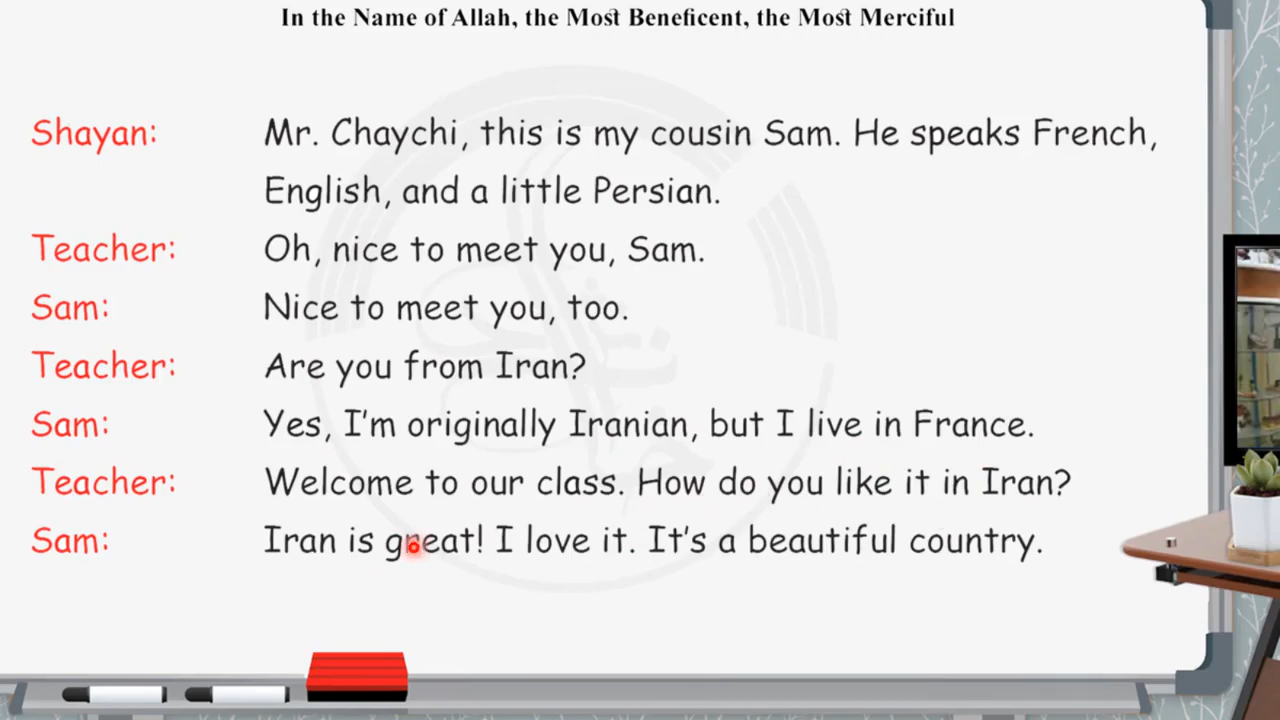 In the Name of Allah, the Most Beneficent, the Most Merciful
Shayan: Mr. Chaychi, this is my cousin Sam. He speaks French,
English, and a little Persian.
Teacher: Oh, nice to meet you, Sam.
Sam: Nice to meet you, too.
Teacher: Are you from Iran?
Sam: Yes, I'm originally Iranian, but I live in France.
Teacher: Welcome to our class. How do you like it in Iran?
Sam: Iran is great! I love it. It's a beautiful country.